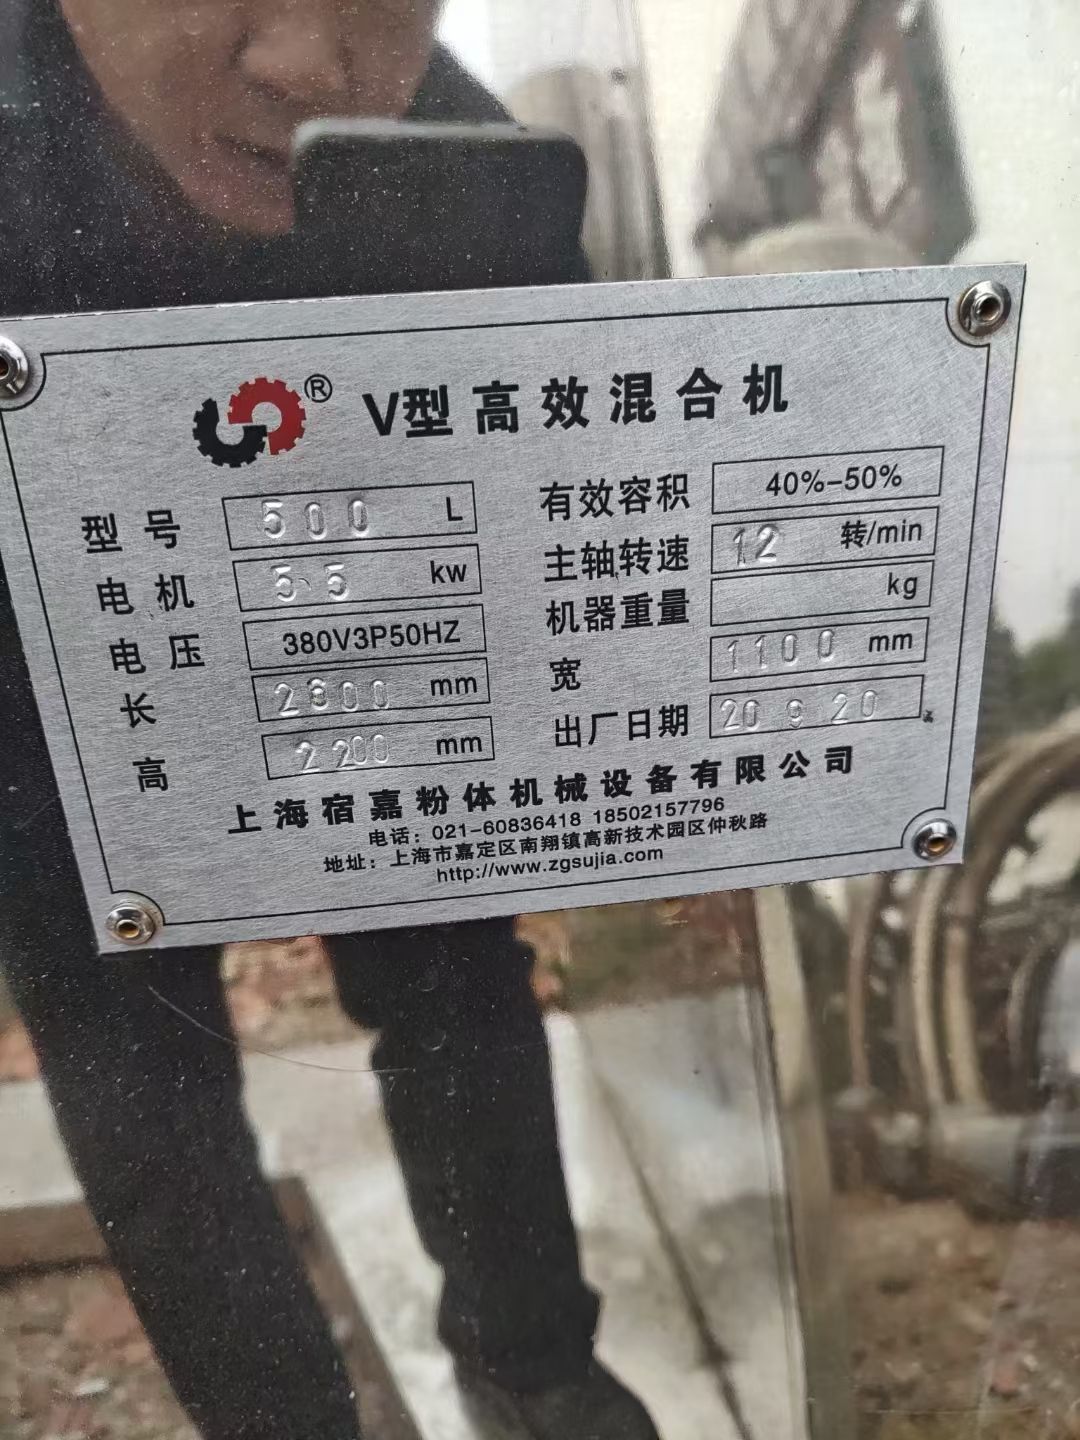 ® V型高效混合机
型号 500 L 有效容积 40%-50%
电机 5.5 kw 主轴转速 12 转/min
电压 380V3P50HZ 机器重量 kg
长 2800 mm 宽 1100 mm
高 2200 mm 出厂日期 20 9 20
上海宿嘉粉体机械设备有限公司
电话：021-60836418 18502157796
地址：上海市嘉定区南翔镇高新技术园区仲秋路
http://www.zgsujia.com